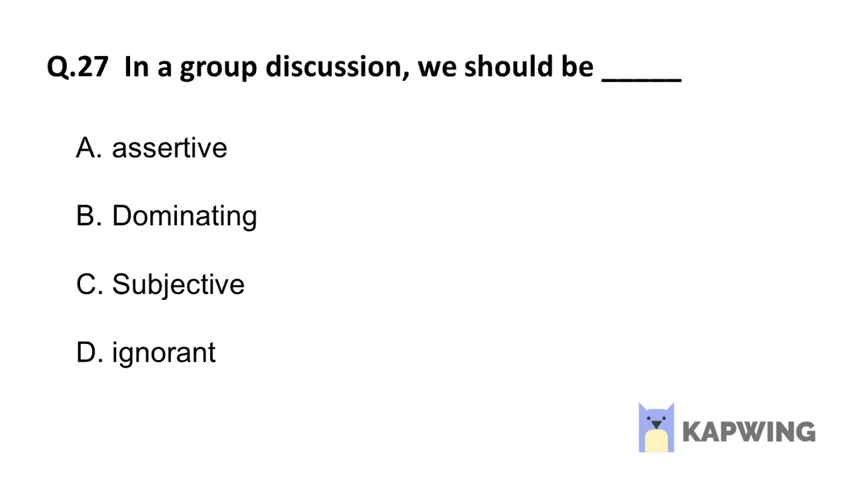 Q.27 In a group discussion, we should be _____
A. assertive
B. Dominating
C. Subjective
D. ignorant
KAPWING